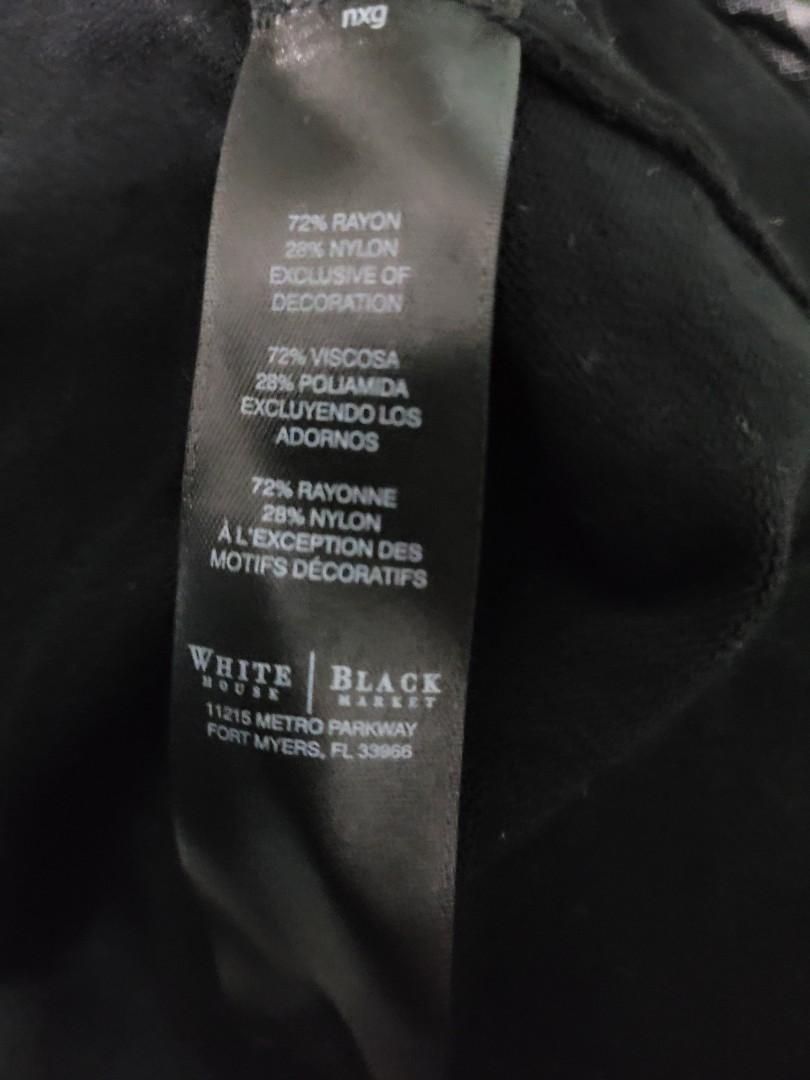 nxg
72% RAYON
28% NYLON
EXCLUSIVE OF
DECORATION
72% VISCOSA
28% POLIAMIDA
EXCLUYENDO LOS
ADORNOS
72% RAYONNE
28% NYLON
À L'EXCEPTION DES
MOTIFS DÉCORATIFS
WHITE HOUSE | BLACK MARKET
11215 METRO PARKWAY
FORT MYERS, FL 33966